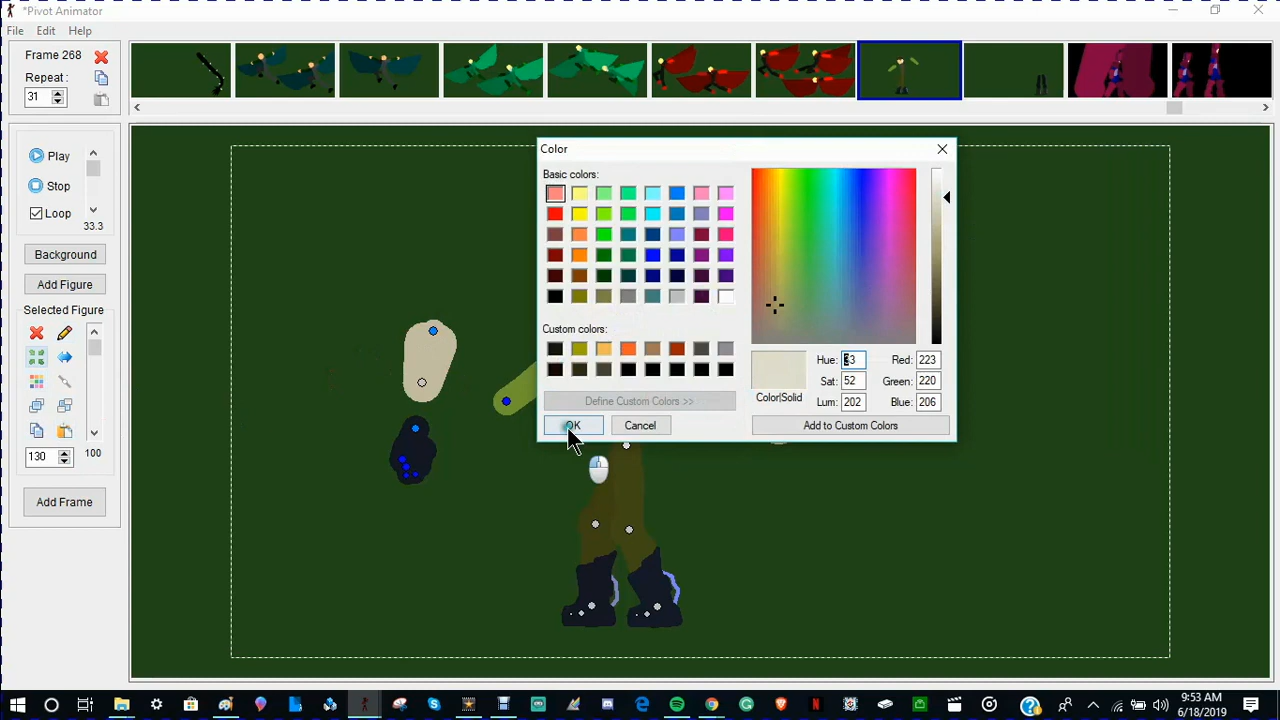 *Pivot Animator
File Edit Help
Frame 268
Repeat :
31
Play
Stop
Loop
33.3
Background
Add Figure
Selected Figure
130 100
Add Frame
Color
Basic colors:
Custom colors:
Define Custom Colors >>
OK Cancel
Color|Solid
Hue: 33 Red: 223
Sat: 52 Green: 220
Lum: 202 Blue: 206
Add to Custom Colors
9:53 AM
6/18/2019